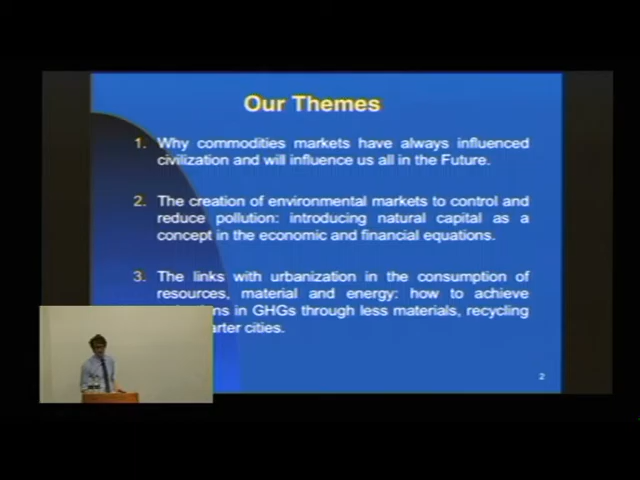 Our Themes
1. Why commodities markets have always influenced
civilization and will influence us all in the Future.
2. The creation of environmental markets to control and
reduce pollution: introducing natural capital as a
concept in the economic and financial equations.
3. The links with urbanization in the consumption of
resources, material and energy: how to achieve
in GHGs through less materials, recycling
cities.
2